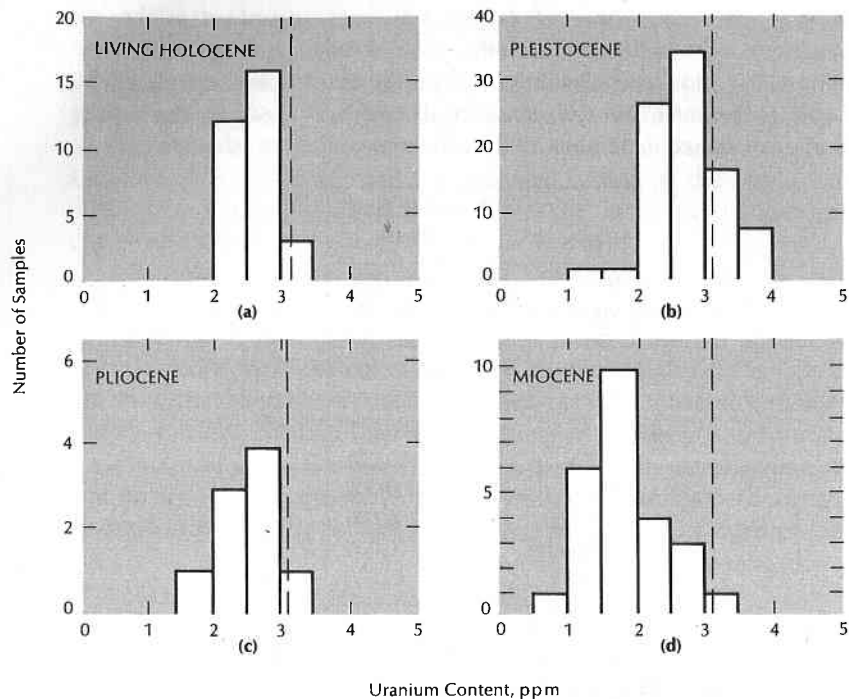 20
15
10
5
0
LIVING HOLOCENE
0 1 2 3 4 5
(a)
40
30
20
10
0
PLEISTOCENE
0 1 2 3 4 5
(b)
Number of Samples
6
4
2
0
PLIOCENE
0 1 2 3 4 5
(c)
10
5
0
MIOCENE
0 1 2 3 4 5
(d)
Uranium Content, ppm